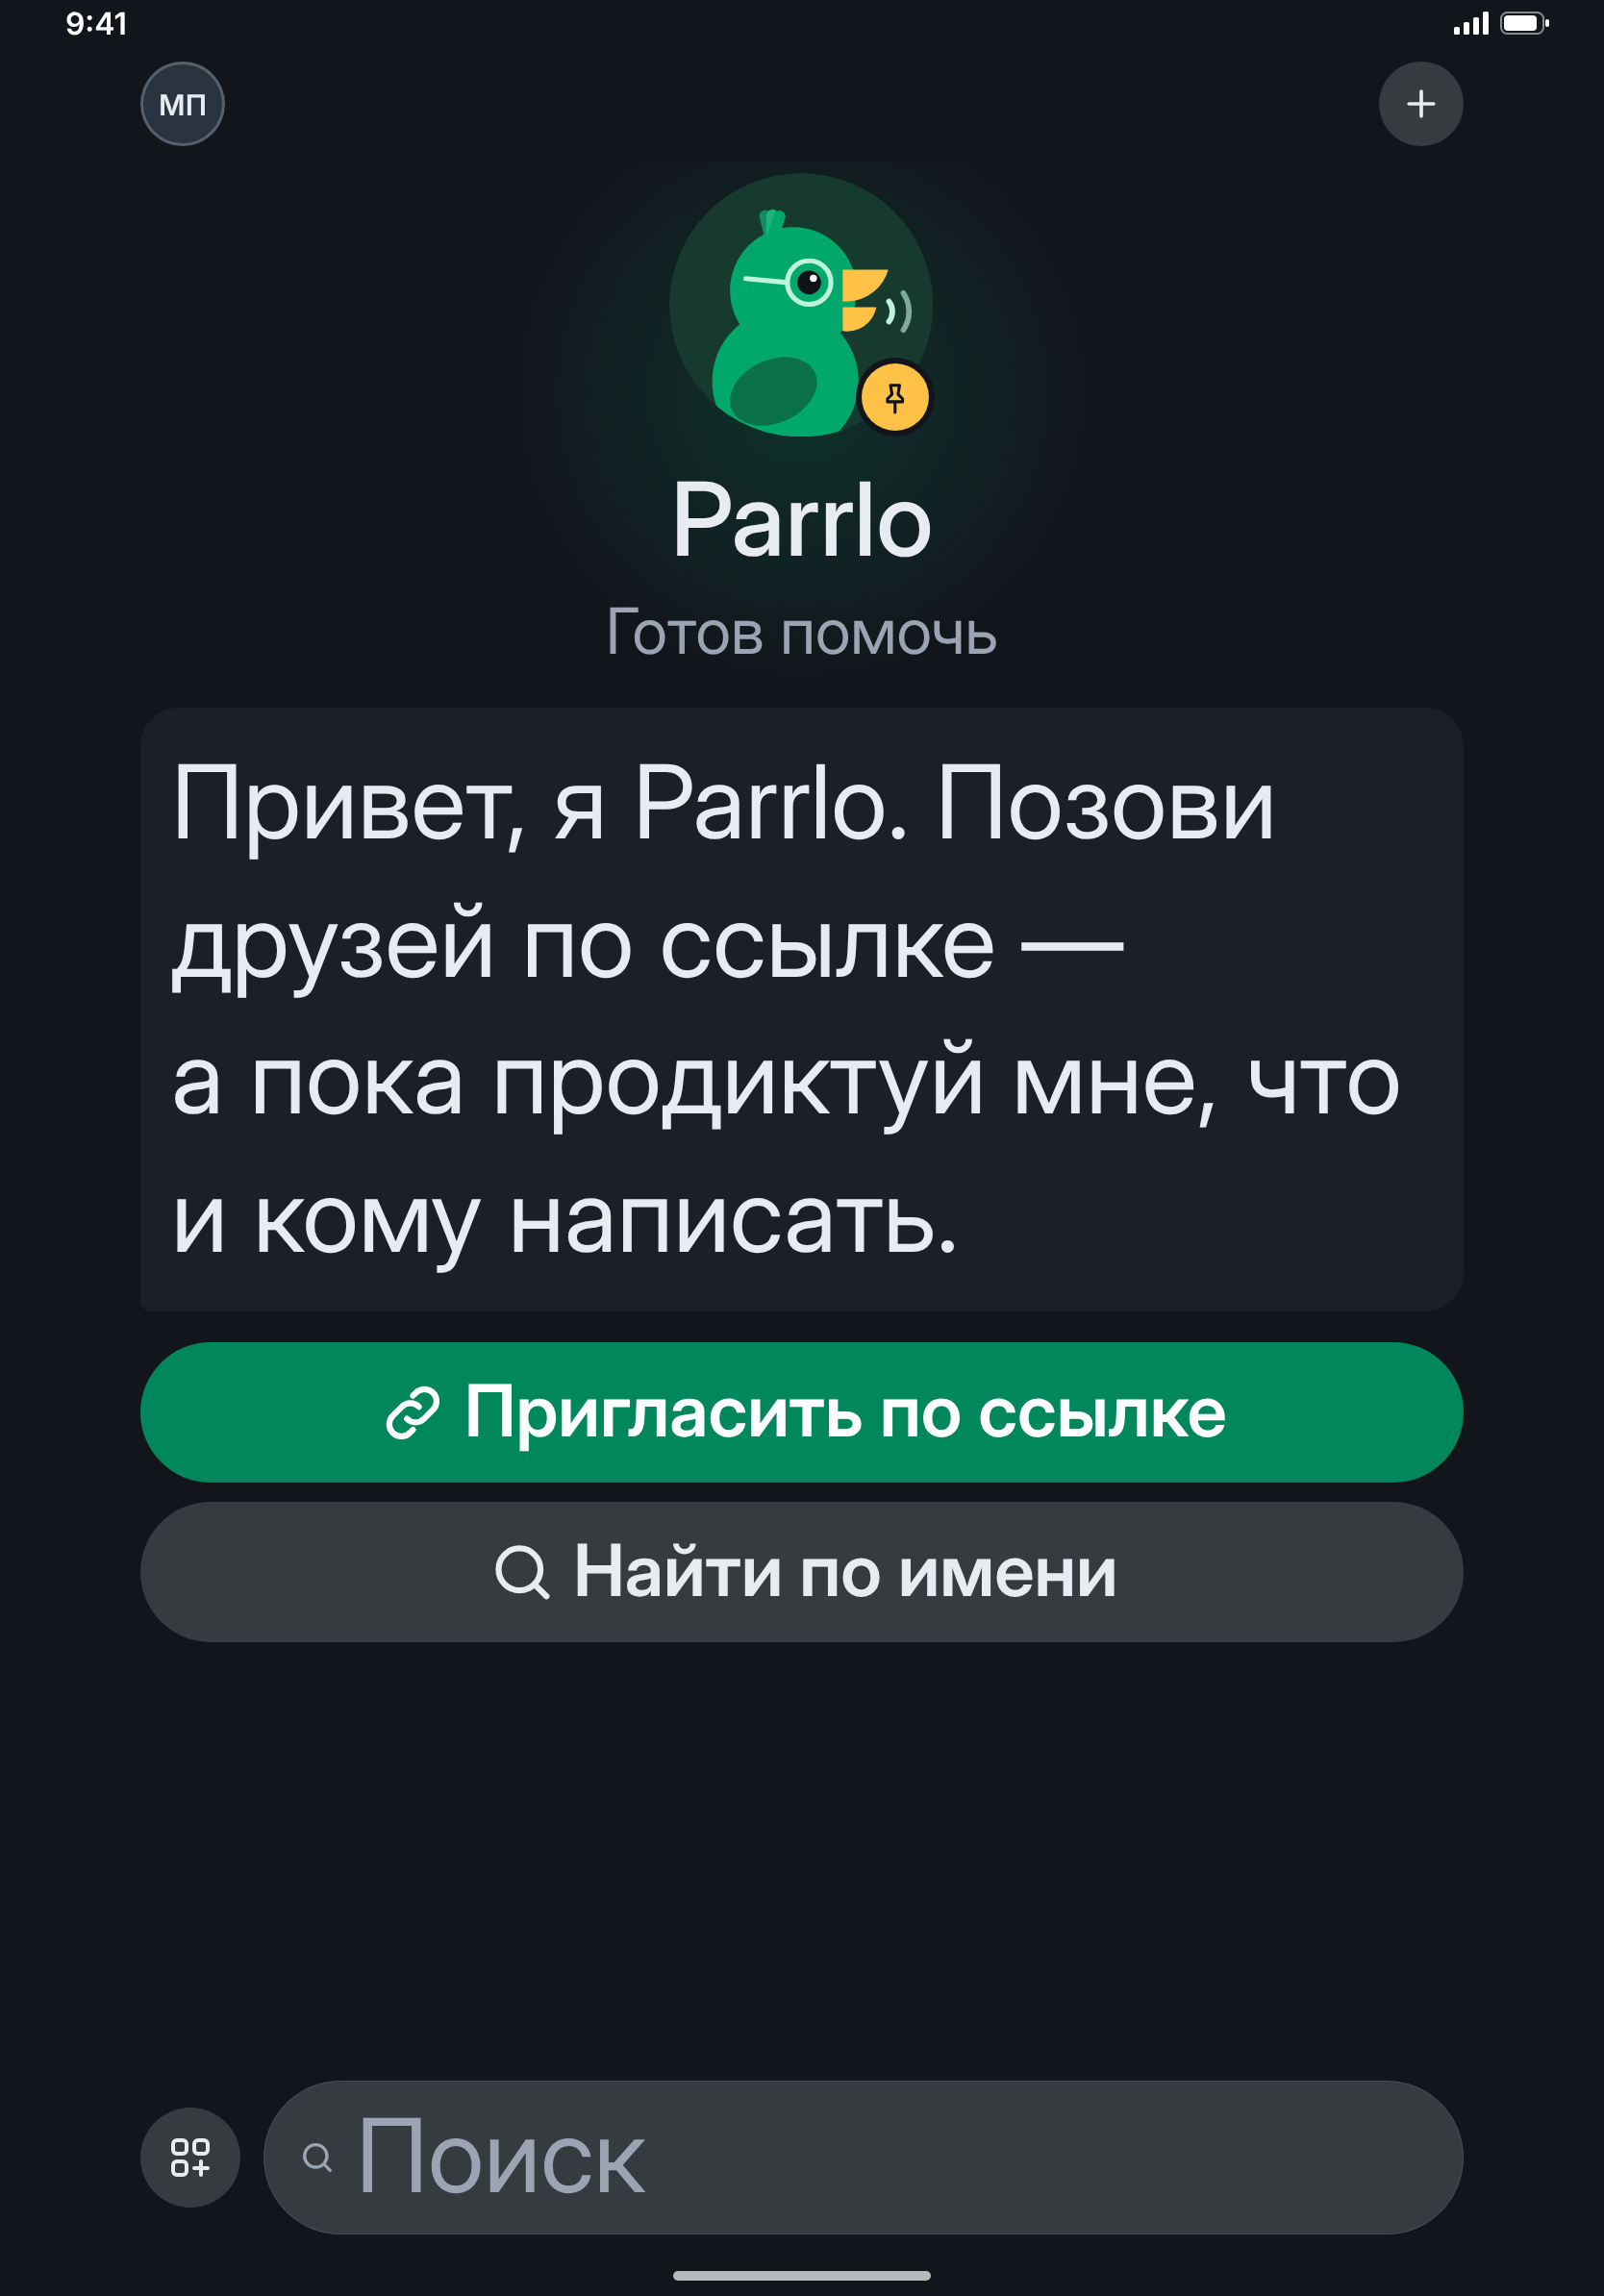 9:41
МП
Parrlo
Готов помочь
Привет, я Parrlo. Позови
друзей по ссылке —
а пока продиктуй мне, что
и кому написать.
Пригласить по ссылке
Найти по имени
Поиск